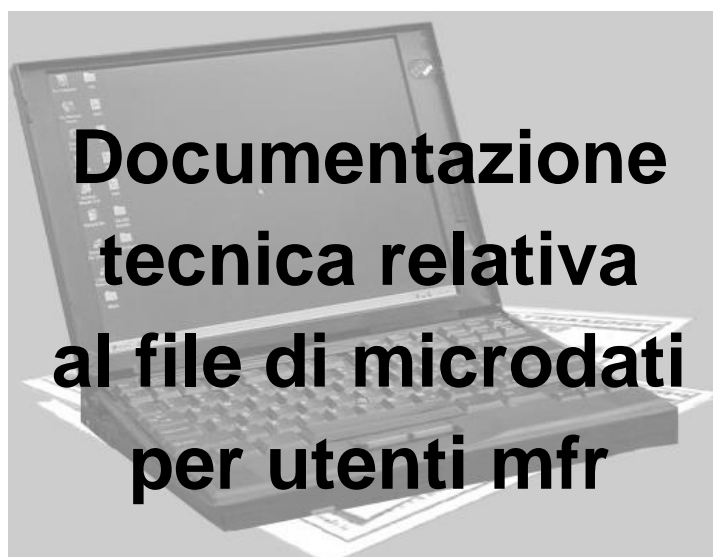 Documentazione
tecnica relativa
al file di microdati
per utenti mfr